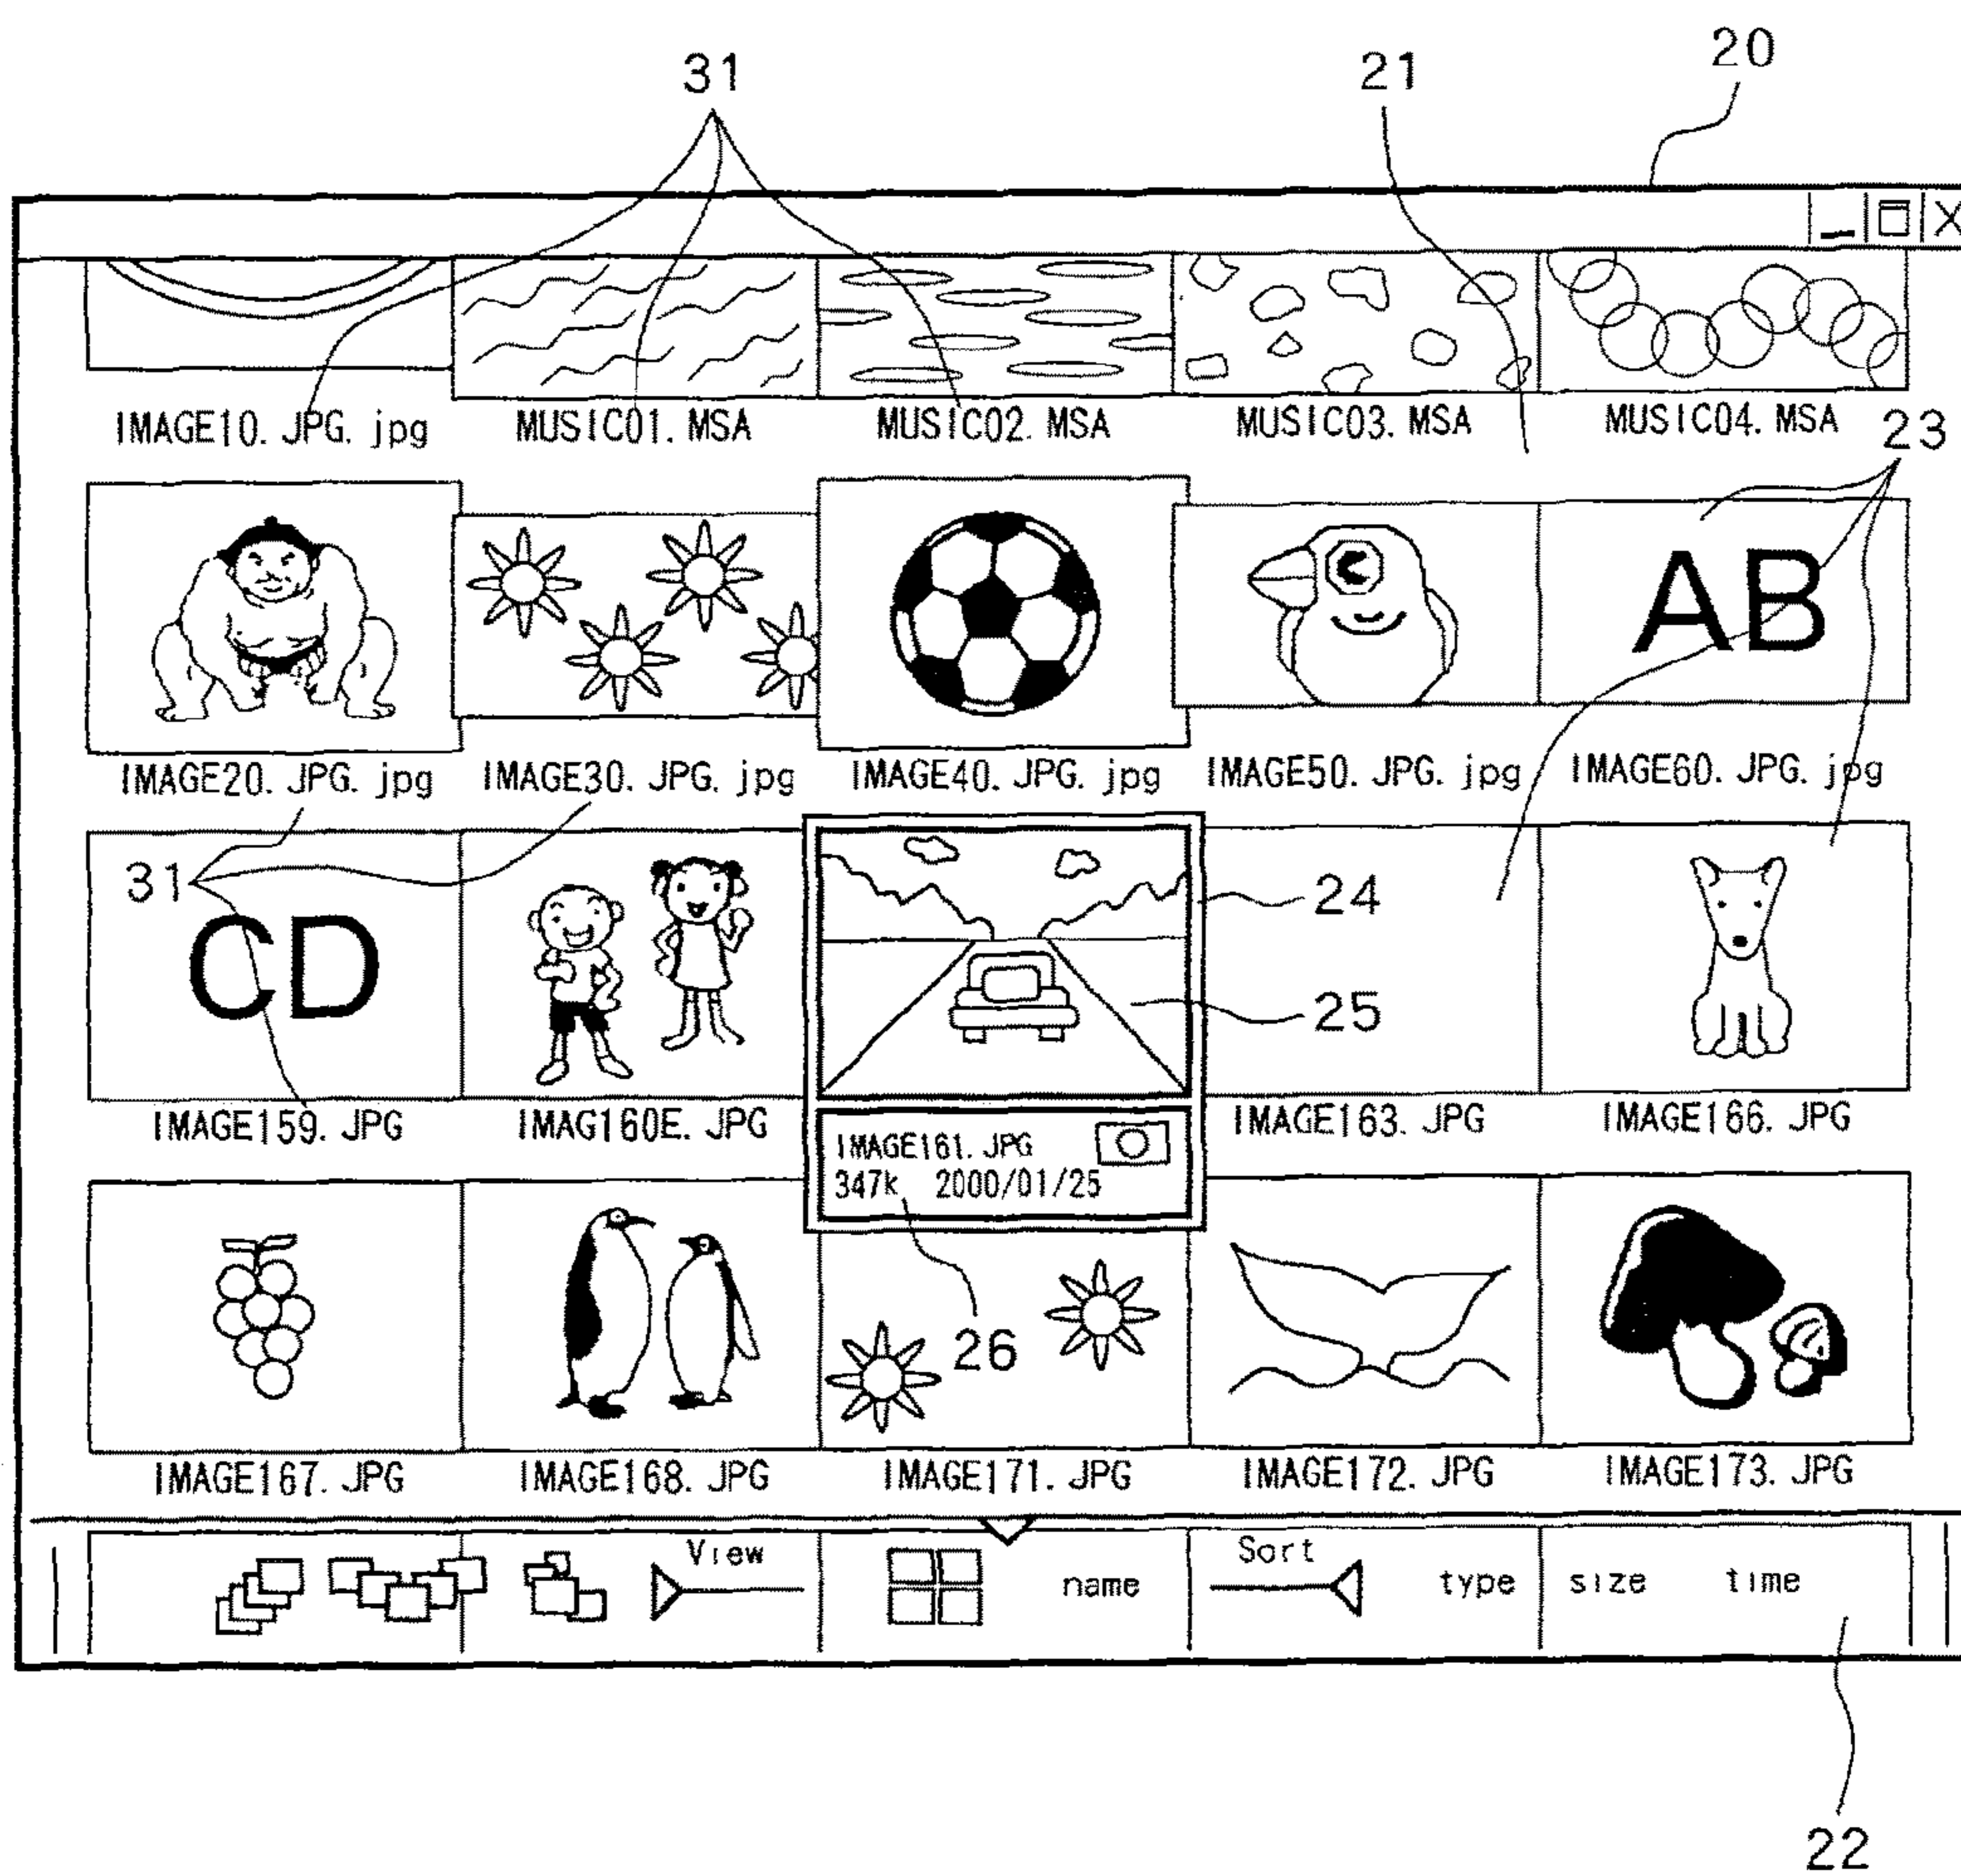 20
31 21
IMAGE10. JPG. jpg MUSIC01. MSA MUSIC02. MSA MUSIC03. MSA MUSIC04. MSA
23
AB
IMAGE20. JPG. jpg IMAGE30. JPG. jpg IMAGE40. JPG. jpg IMAGE50. JPG. jpg IMAGE60. JPG. jpg
31
24
CD
25
IMAGE159. JPG IMAG160E. JPG IMAGE163. JPG IMAGE166. JPG
IMAGE161. JPG
347k 2000/01/25
26
IMAGE167. JPG IMAGE168. JPG IMAGE171. JPG IMAGE172. JPG IMAGE173. JPG
View name Sort type size time
22